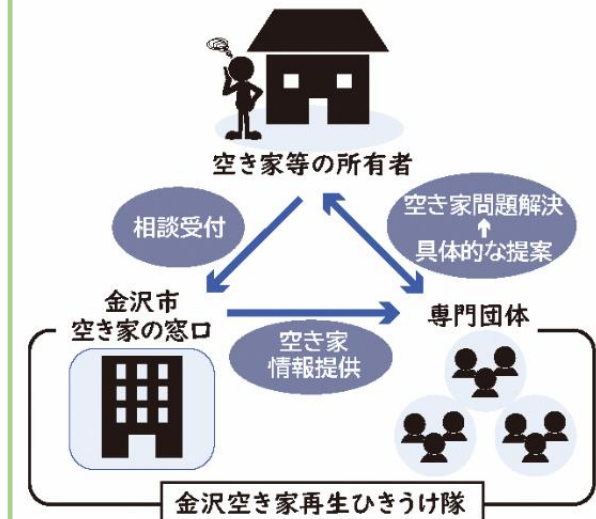 空き家等の所有者
相談受付
空き家問題解決
↑
具体的な提案
金沢市
空き家の窓口
空き家
情報提供
専門団体
金沢空き家再生ひきうけ隊